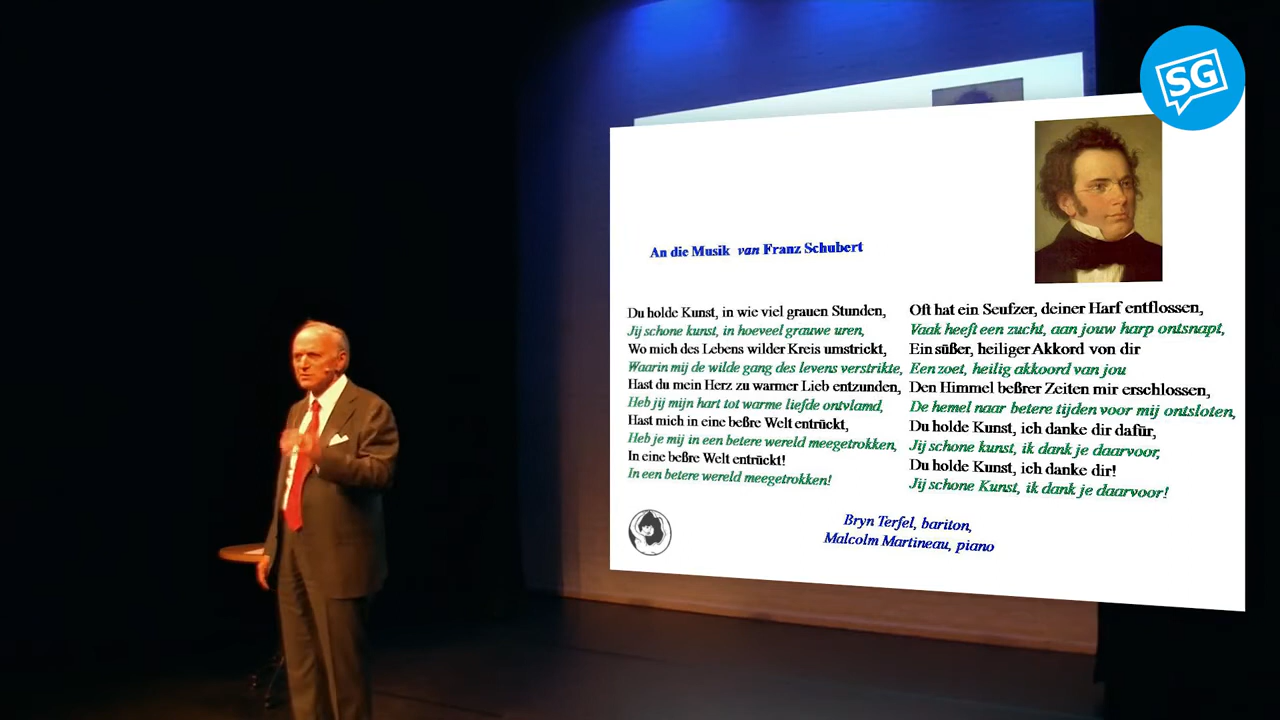 SG
An die Musik van Franz Schubert
Du holde Kunst, in wie viel grauen Stunden,
Jij schone kunst, in hoeveel grauwe uren,
Wo mich des Lebens wilder Kreis umstrickt,
Waarin mij de wilde gang des levens verstrikte,
Hast du mein Herz zu warmer Lieb entzunden,
Heb jij mijn hart tot warme liefde ontvlamd,
Hast mich in eine beßre Welt entrückt,
Heb je mij in een betere wereld meegetrokken,
In eine beßre Welt entrückt!
In een betere wereld meegetrokken!
Oft hat ein Seufzer, deiner Harf entflossen,
Vaak heeft een zucht, aan jouw harp ontsnapt,
Ein süßer, heiliger Akkord von dir
Een zoet, heilig akkoord van jou
Den Himmel beßrer Zeiten mir erschlossen,
De hemel naar betere tijden voor mij ontsloten,
Du holde Kunst, ich danke dir dafür,
Jij schone kunst, ik dank je daarvoor,
Du holde Kunst, ich danke dir!
Jij schone Kunst, ik dank je daarvoor!
Bryn Terfel, bariton,
Malcolm Martineau, piano